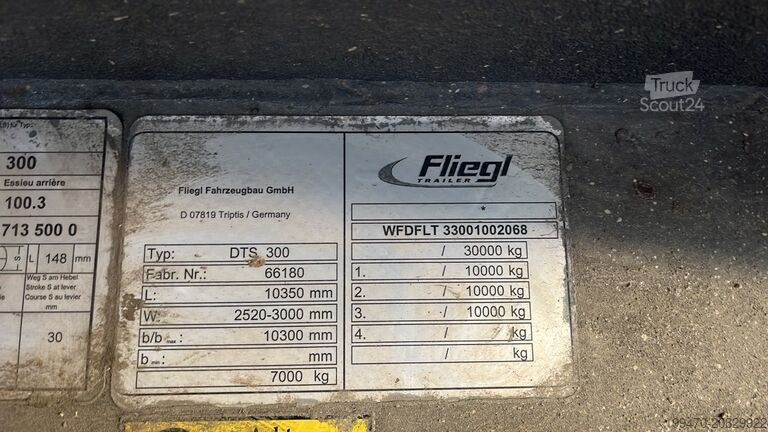 Truck
Scout24
300
Essieu arrière
100.3
713 500 0
L 148 mm
Weg S am Hebel
Stroke S at lever
Course S au levier
mm
30
Fliegl Fahrzeugbau GmbH
D 07819 Triptis / Germany
Typ: DTS 300
Fabr. Nr.: 66180
L: 10350 mm
W: 2520-3000 mm
b/b max : 10300 mm
b min : mm
7000 kg
Fliegl
TRAILER
*
WFDFLT 33001002068
/ 30000 kg
1. / 10000 kg
2. / 10000 kg
3. / 10000 kg
4. / kg
/ kg